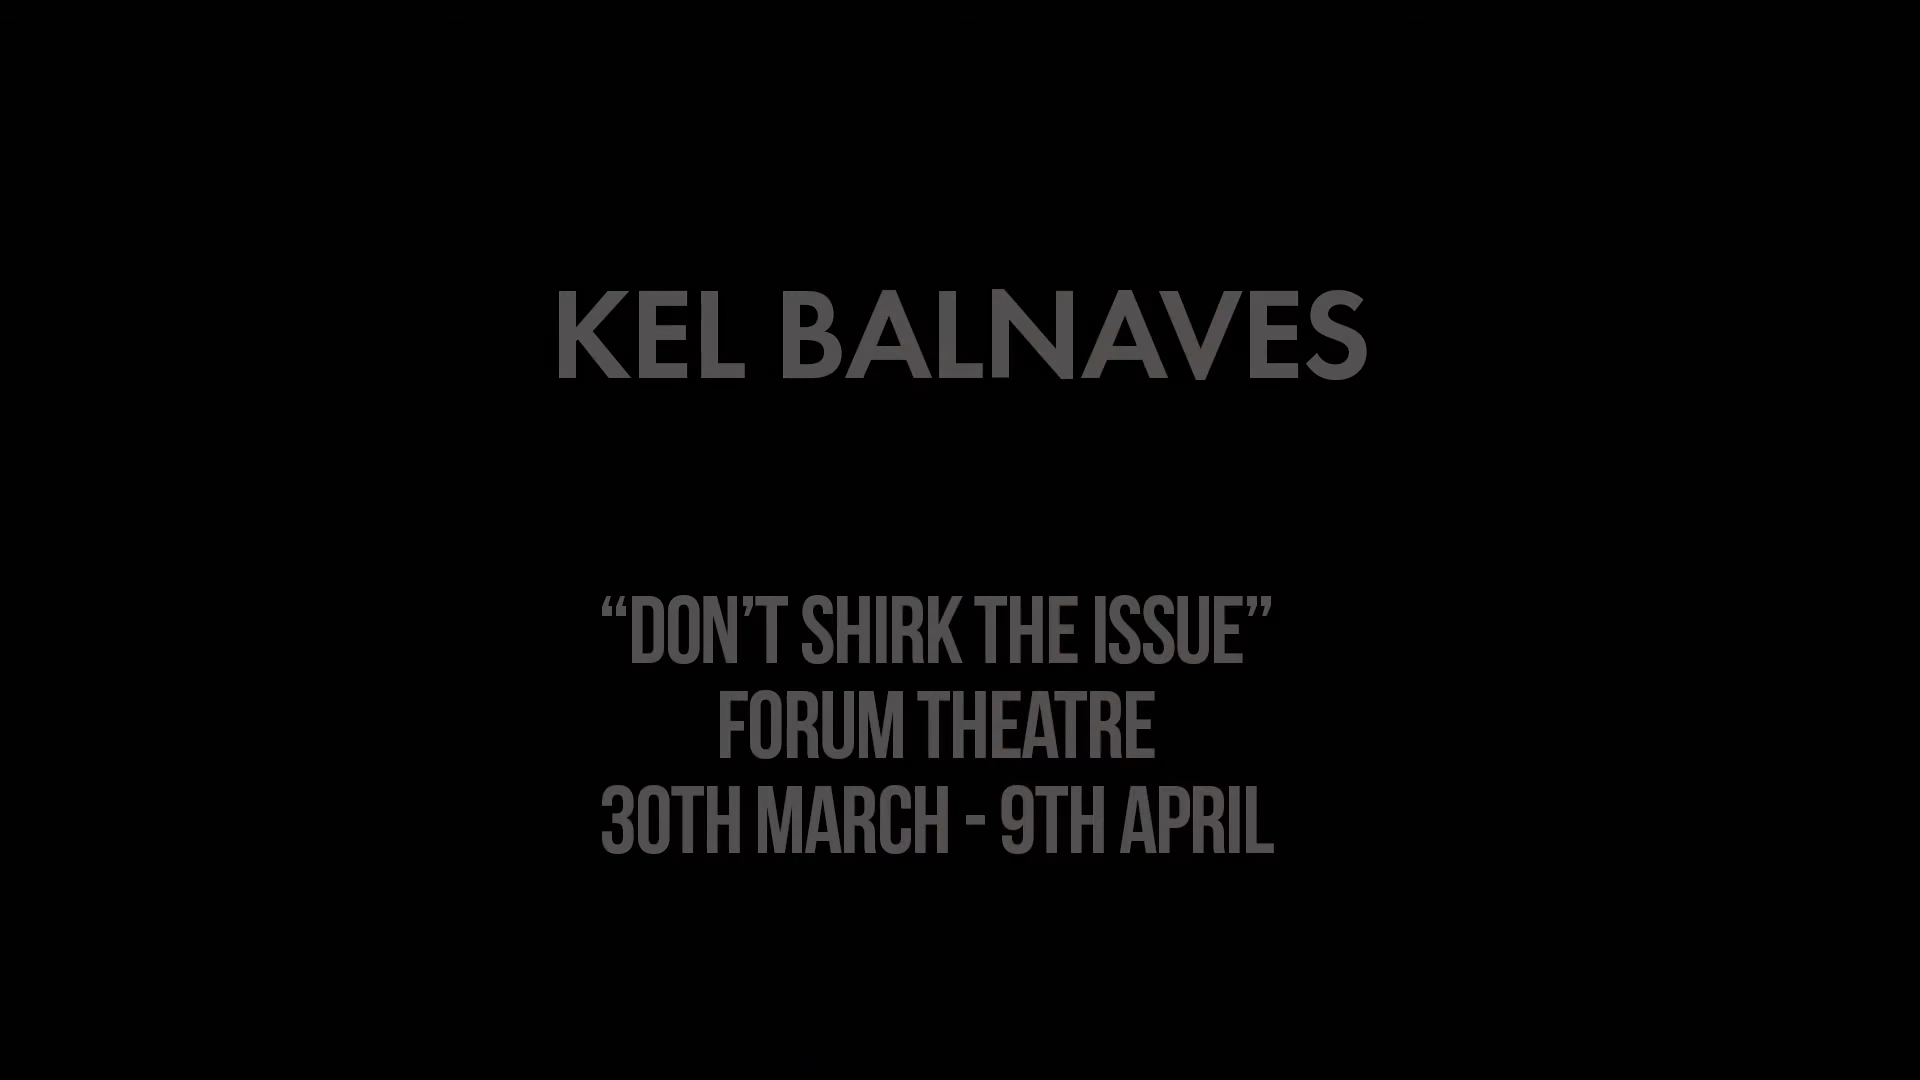 KEL BALNAVES
“DON’T SHIRK THE ISSUE”
FORUM THEATRE
30TH MARCH - 9TH APRIL